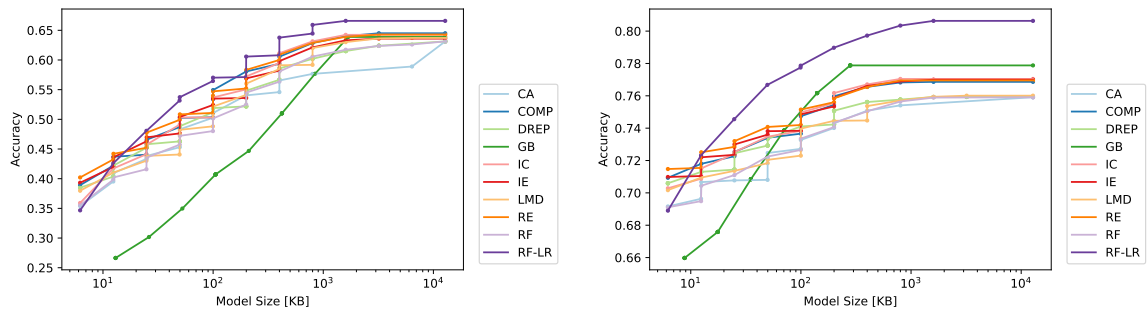 0.65
0.60
0.55
0.50
0.45
0.40
0.35
0.30
0.25
Accuracy
10¹ 10² 10³ 10⁴
Model Size [KB]
CA
COMP
DREP
GB
IC
IE
LMD
RE
RF
RF-LR
0.80
0.78
0.76
0.74
0.72
0.70
0.68
0.66
Accuracy
10¹ 10² 10³ 10⁴
Model Size [KB]
CA
COMP
DREP
GB
IC
IE
LMD
RE
RF
RF-LR